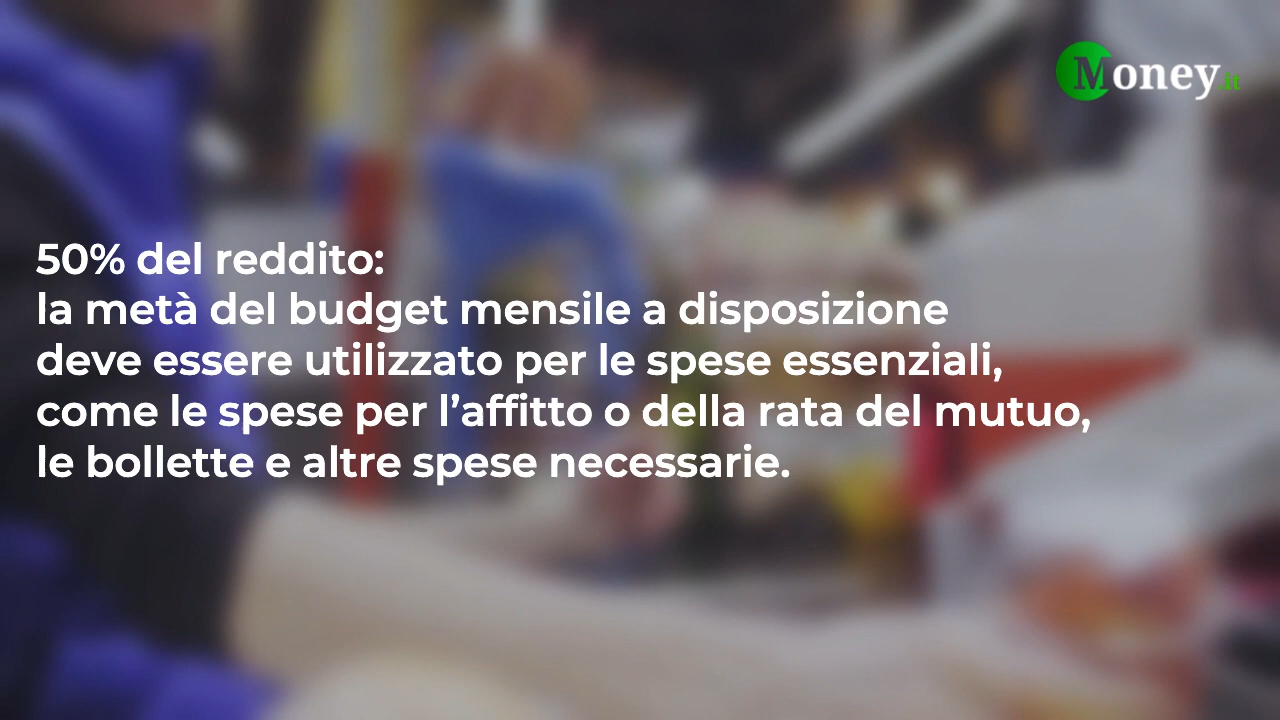 Money.it
50% del reddito:
la metà del budget mensile a disposizione
deve essere utilizzato per le spese essenziali,
come le spese per l’affitto o della rata del mutuo,
le bollette e altre spese necessarie.